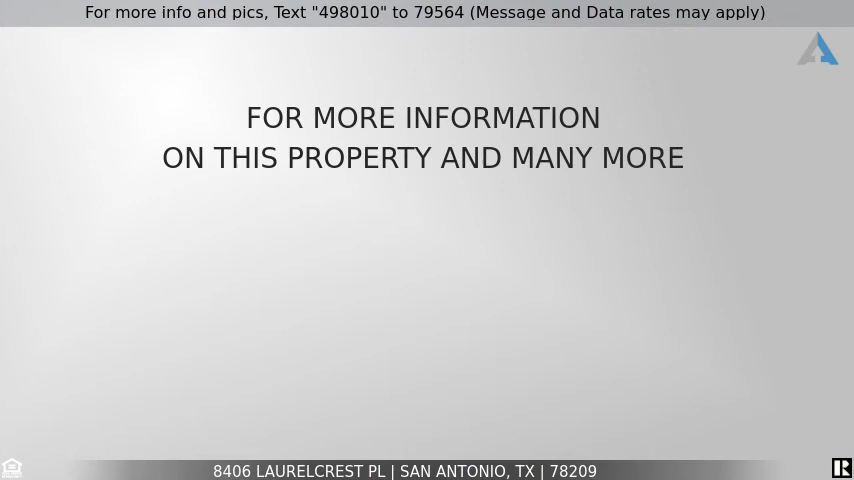 For more info and pics, Text "498010" to 79564 (Message and Data rates may apply)
FOR MORE INFORMATION
ON THIS PROPERTY AND MANY MORE
8406 LAURELCREST PL | SAN ANTONIO, TX | 78209